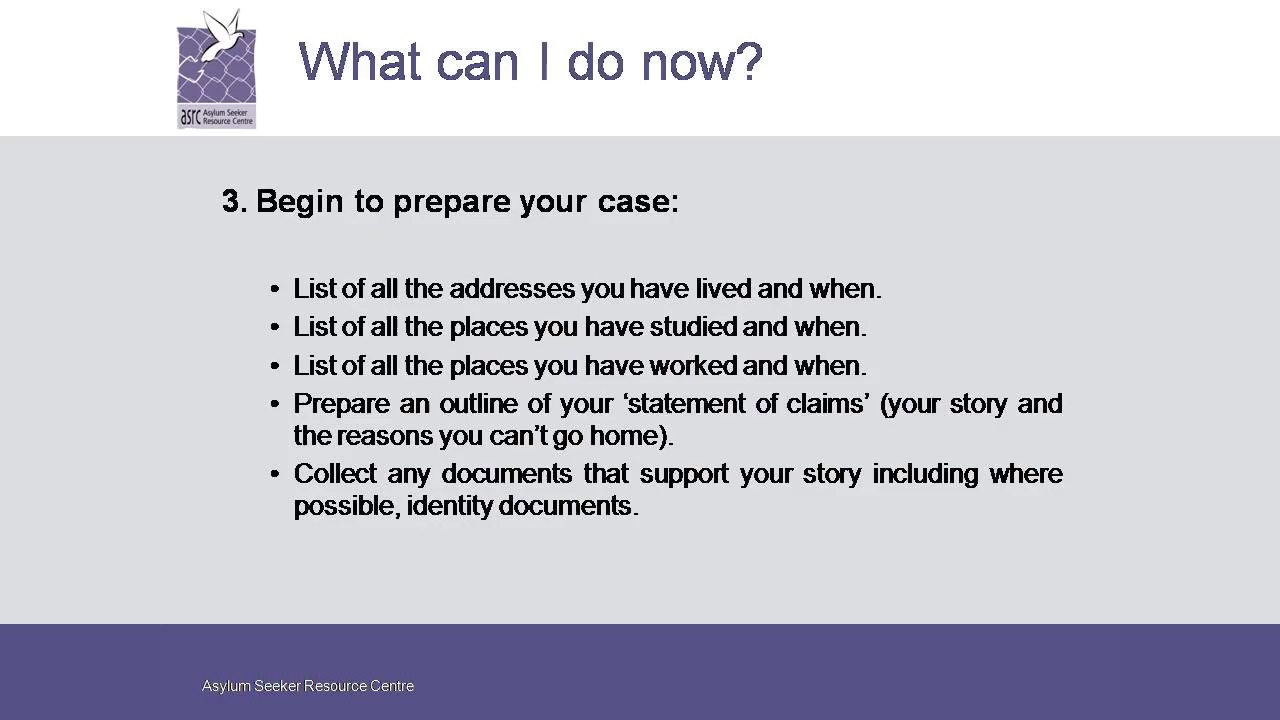 What can I do now?
asrc Asylum Seeker
Resource Centre
3. Begin to prepare your case:
• List of all the addresses you have lived and when.
• List of all the places you have studied and when.
• List of all the places you have worked and when.
• Prepare an outline of your ‘statement of claims’ (your story and
the reasons you can’t go home).
• Collect any documents that support your story including where
possible, identity documents.
Asylum Seeker Resource Centre